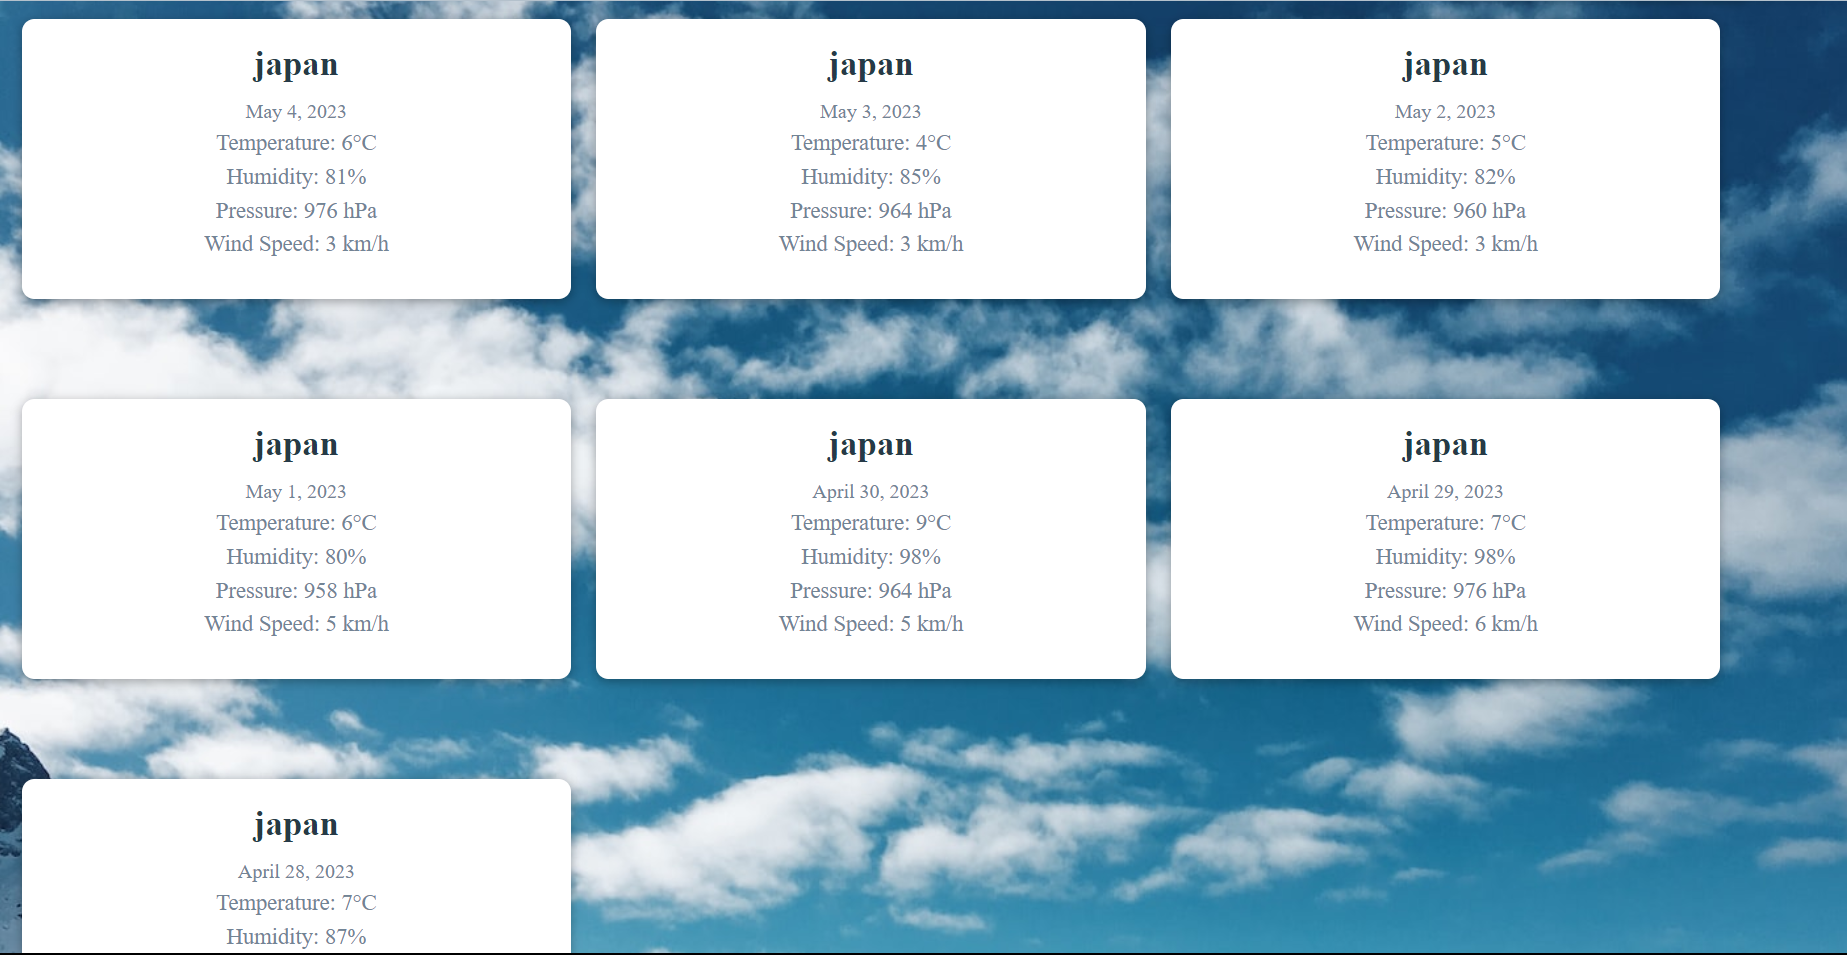 japan
May 4, 2023
Temperature: 6°C
Humidity: 81%
Pressure: 976 hPa
Wind Speed: 3 km/h
japan
May 3, 2023
Temperature: 4°C
Humidity: 85%
Pressure: 964 hPa
Wind Speed: 3 km/h
japan
May 2, 2023
Temperature: 5°C
Humidity: 82%
Pressure: 960 hPa
Wind Speed: 3 km/h
japan
May 1, 2023
Temperature: 6°C
Humidity: 80%
Pressure: 958 hPa
Wind Speed: 5 km/h
japan
April 30, 2023
Temperature: 9°C
Humidity: 98%
Pressure: 964 hPa
Wind Speed: 5 km/h
japan
April 29, 2023
Temperature: 7°C
Humidity: 98%
Pressure: 976 hPa
Wind Speed: 6 km/h
japan
April 28, 2023
Temperature: 7°C
Humidity: 87%